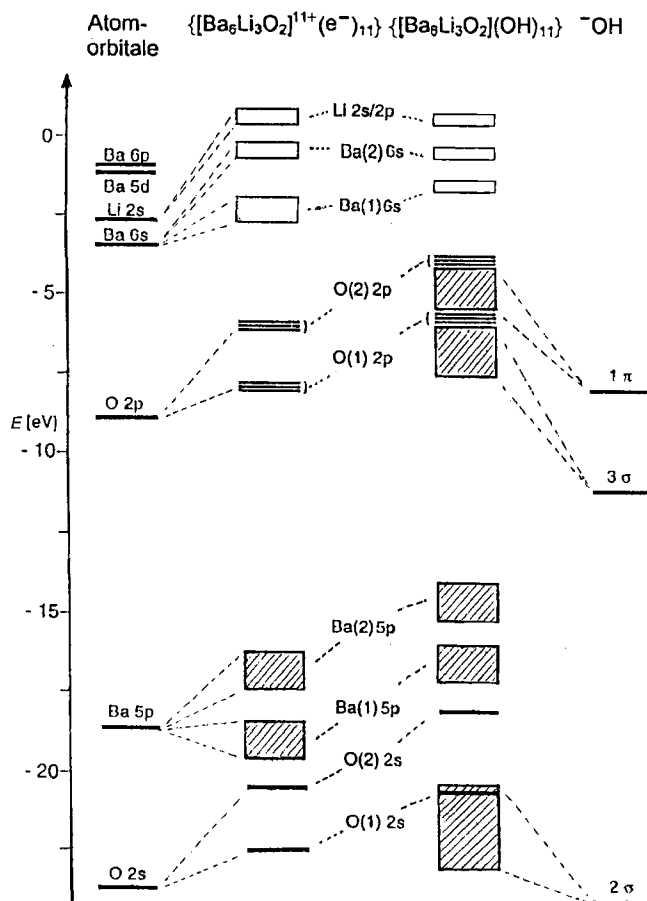 Atom-
orbitale
{[Ba₆Li₃O₂]¹¹⁺(e⁻)₁₁}
{[Ba₆Li₃O₂](OH)₁₁}
⁻OH
0
Li 2s/2p
Ba 6p
Ba(2) 6s
Ba 5d
Li 2s
Ba(1) 6s
Ba 6s
- 5
O(2) 2p
O(1) 2p
1 π
O 2p
E [eV]
- 10
3 σ
-15
Ba(2) 5p
Ba 5p
Ba(1) 5p
O(2) 2s
-20
O(1) 2s
O 2s
2 σ